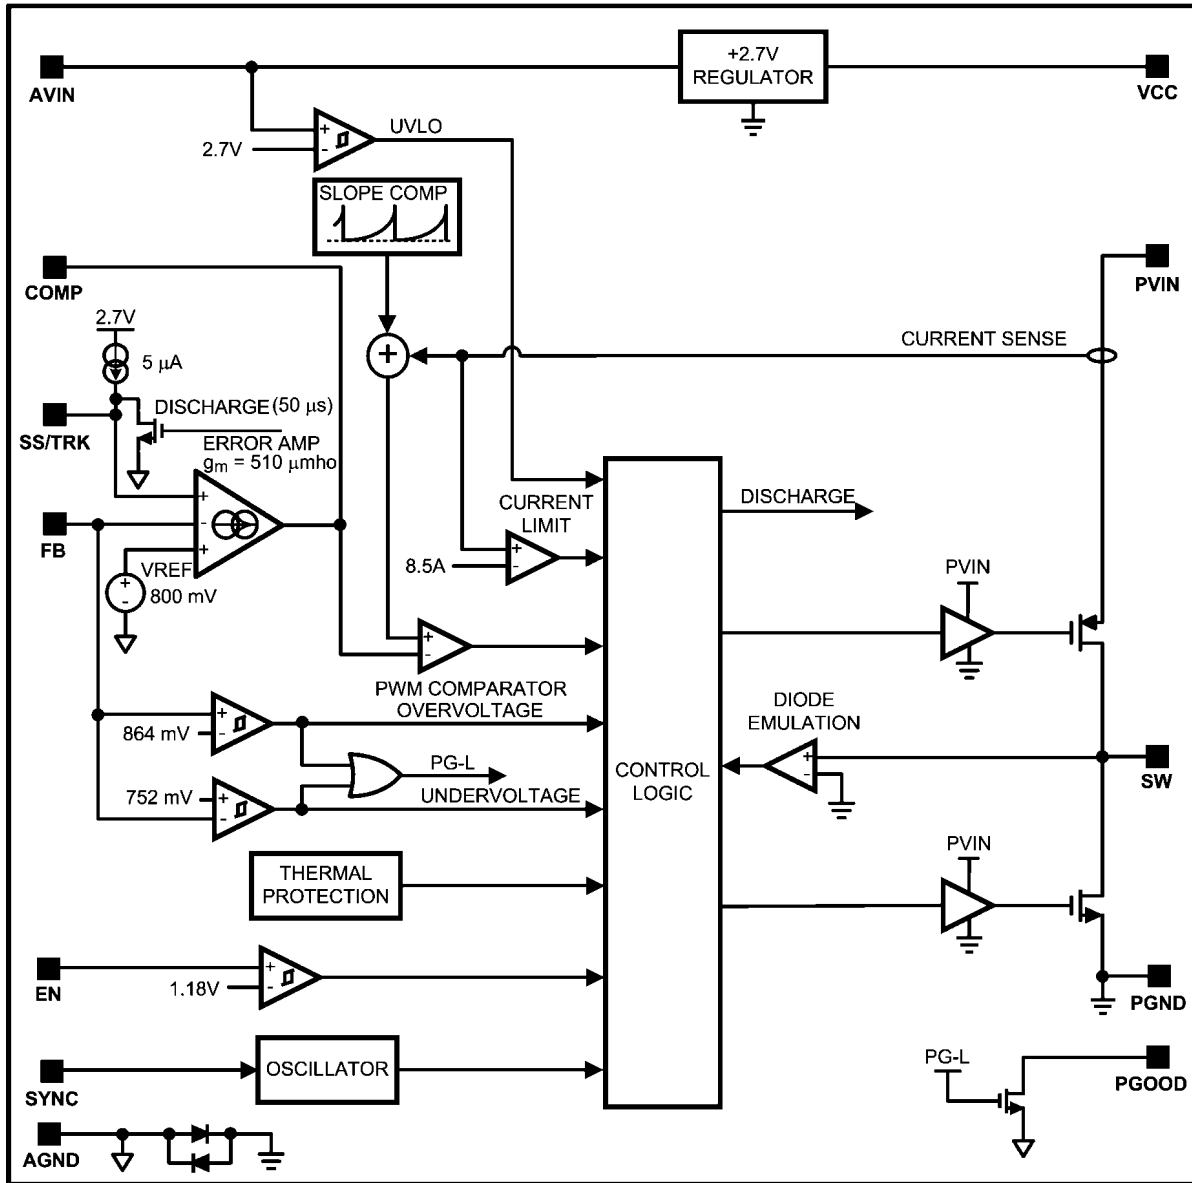 +2.7V
REGULATOR
AVIN
VCC
UVLO
+
-
2.7V
SLOPE COMP
COMP
PVIN
2.7V
CURRENT SENSE
+
5 µA
DISCHARGE (50 µs)
SS/TRK
ERROR AMP
gm = 510 µmho
+
-
+
FB
CURRENT
LIMIT
DISCHARGE
8.5A
+
-
VREF
800 mV
+
-
PVIN
+
-
PWM COMPARATOR
OVERVOLTAGE
864 mV
+
-
DIODE
EMULATION
PG-L
+
-
CONTROL
LOGIC
SW
752 mV
+
-
UNDERVOLTAGE
PVIN
THERMAL
PROTECTION
EN
1.18V
+
-
PGND
SYNC
OSCILLATOR
PG-L
PGOOD
AGND